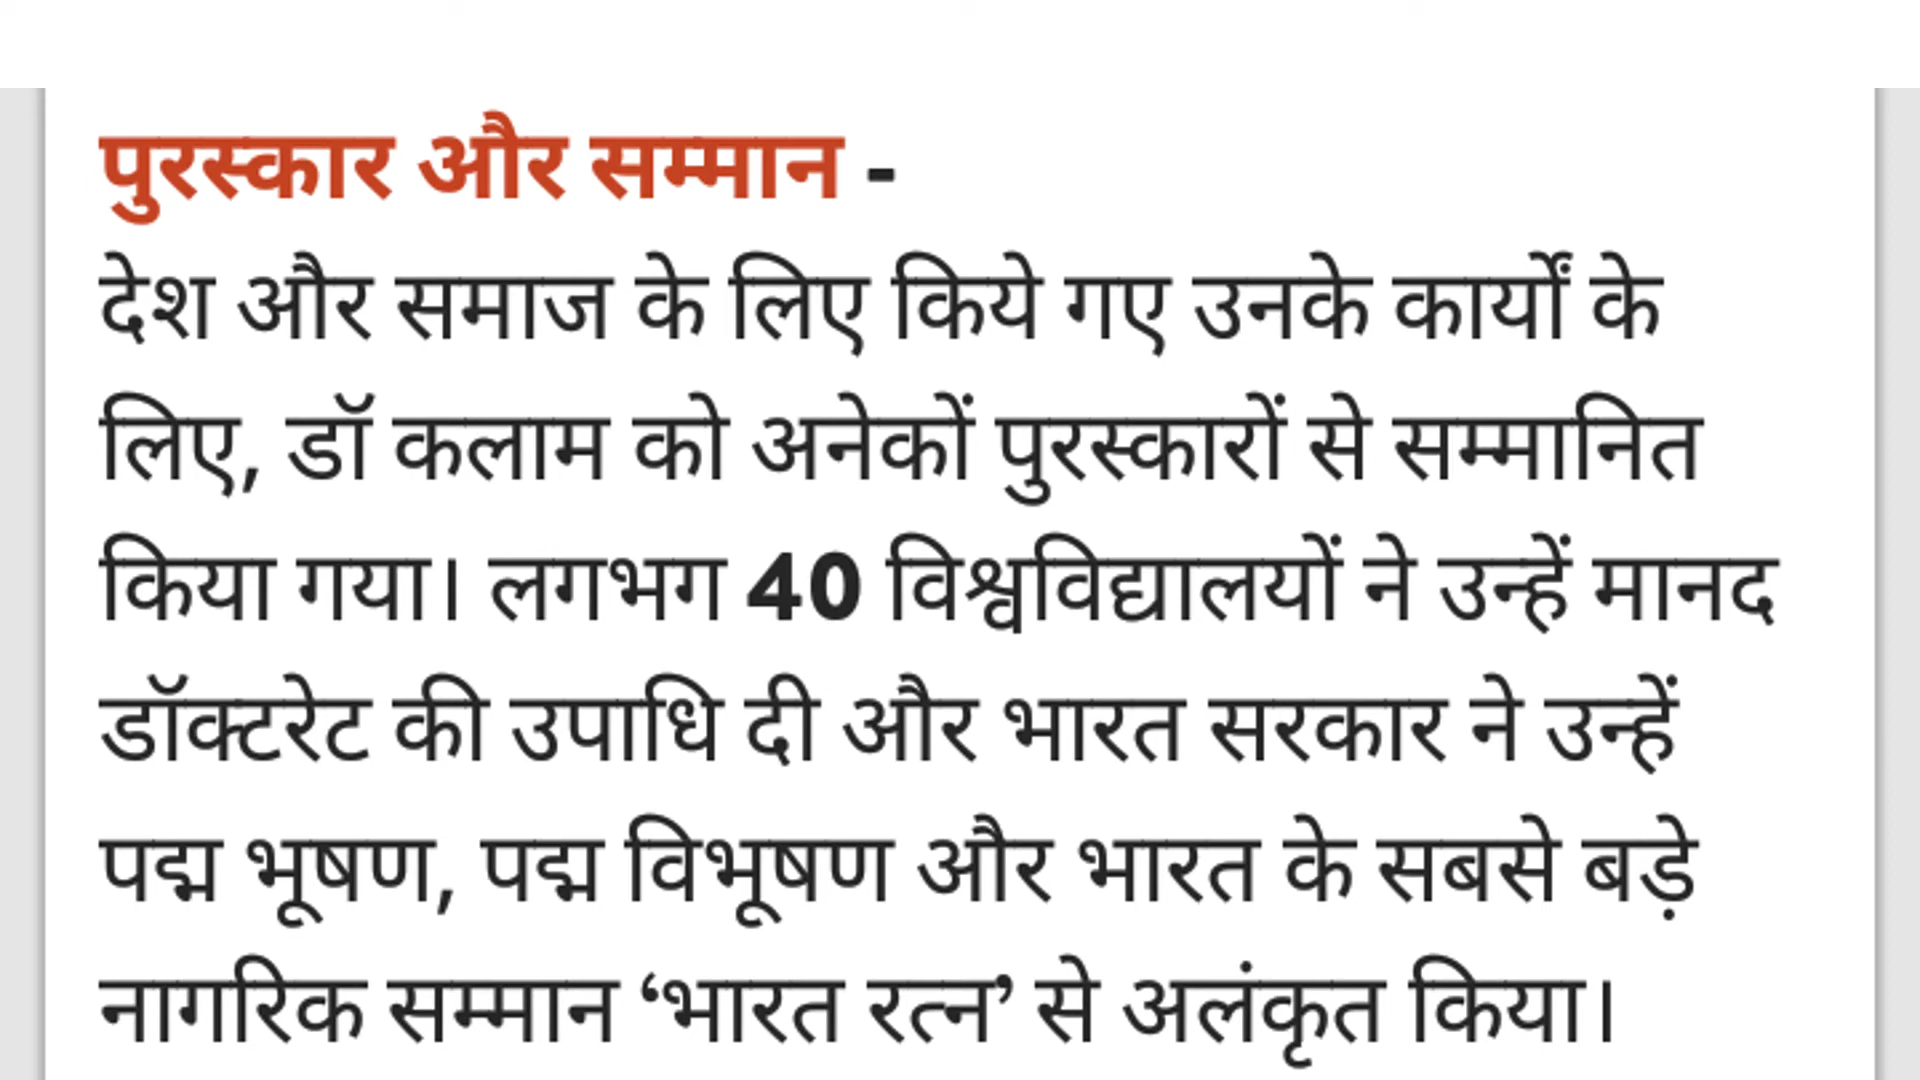 पुरस्कार और सम्मान -
देश और समाज के लिए किये गए उनके कार्यों के
लिए, डॉ कलाम को अनेकों पुरस्कारों से सम्मानित
किया गया। लगभग 40 विश्वविद्यालयों ने उन्हें मानद
डॉक्टरेट की उपाधि दी और भारत सरकार ने उन्हें
पद्म भूषण, पद्म विभूषण और भारत के सबसे बड़े
नागरिक सम्मान ‘भारत रत्न’ से अलंकृत किया।